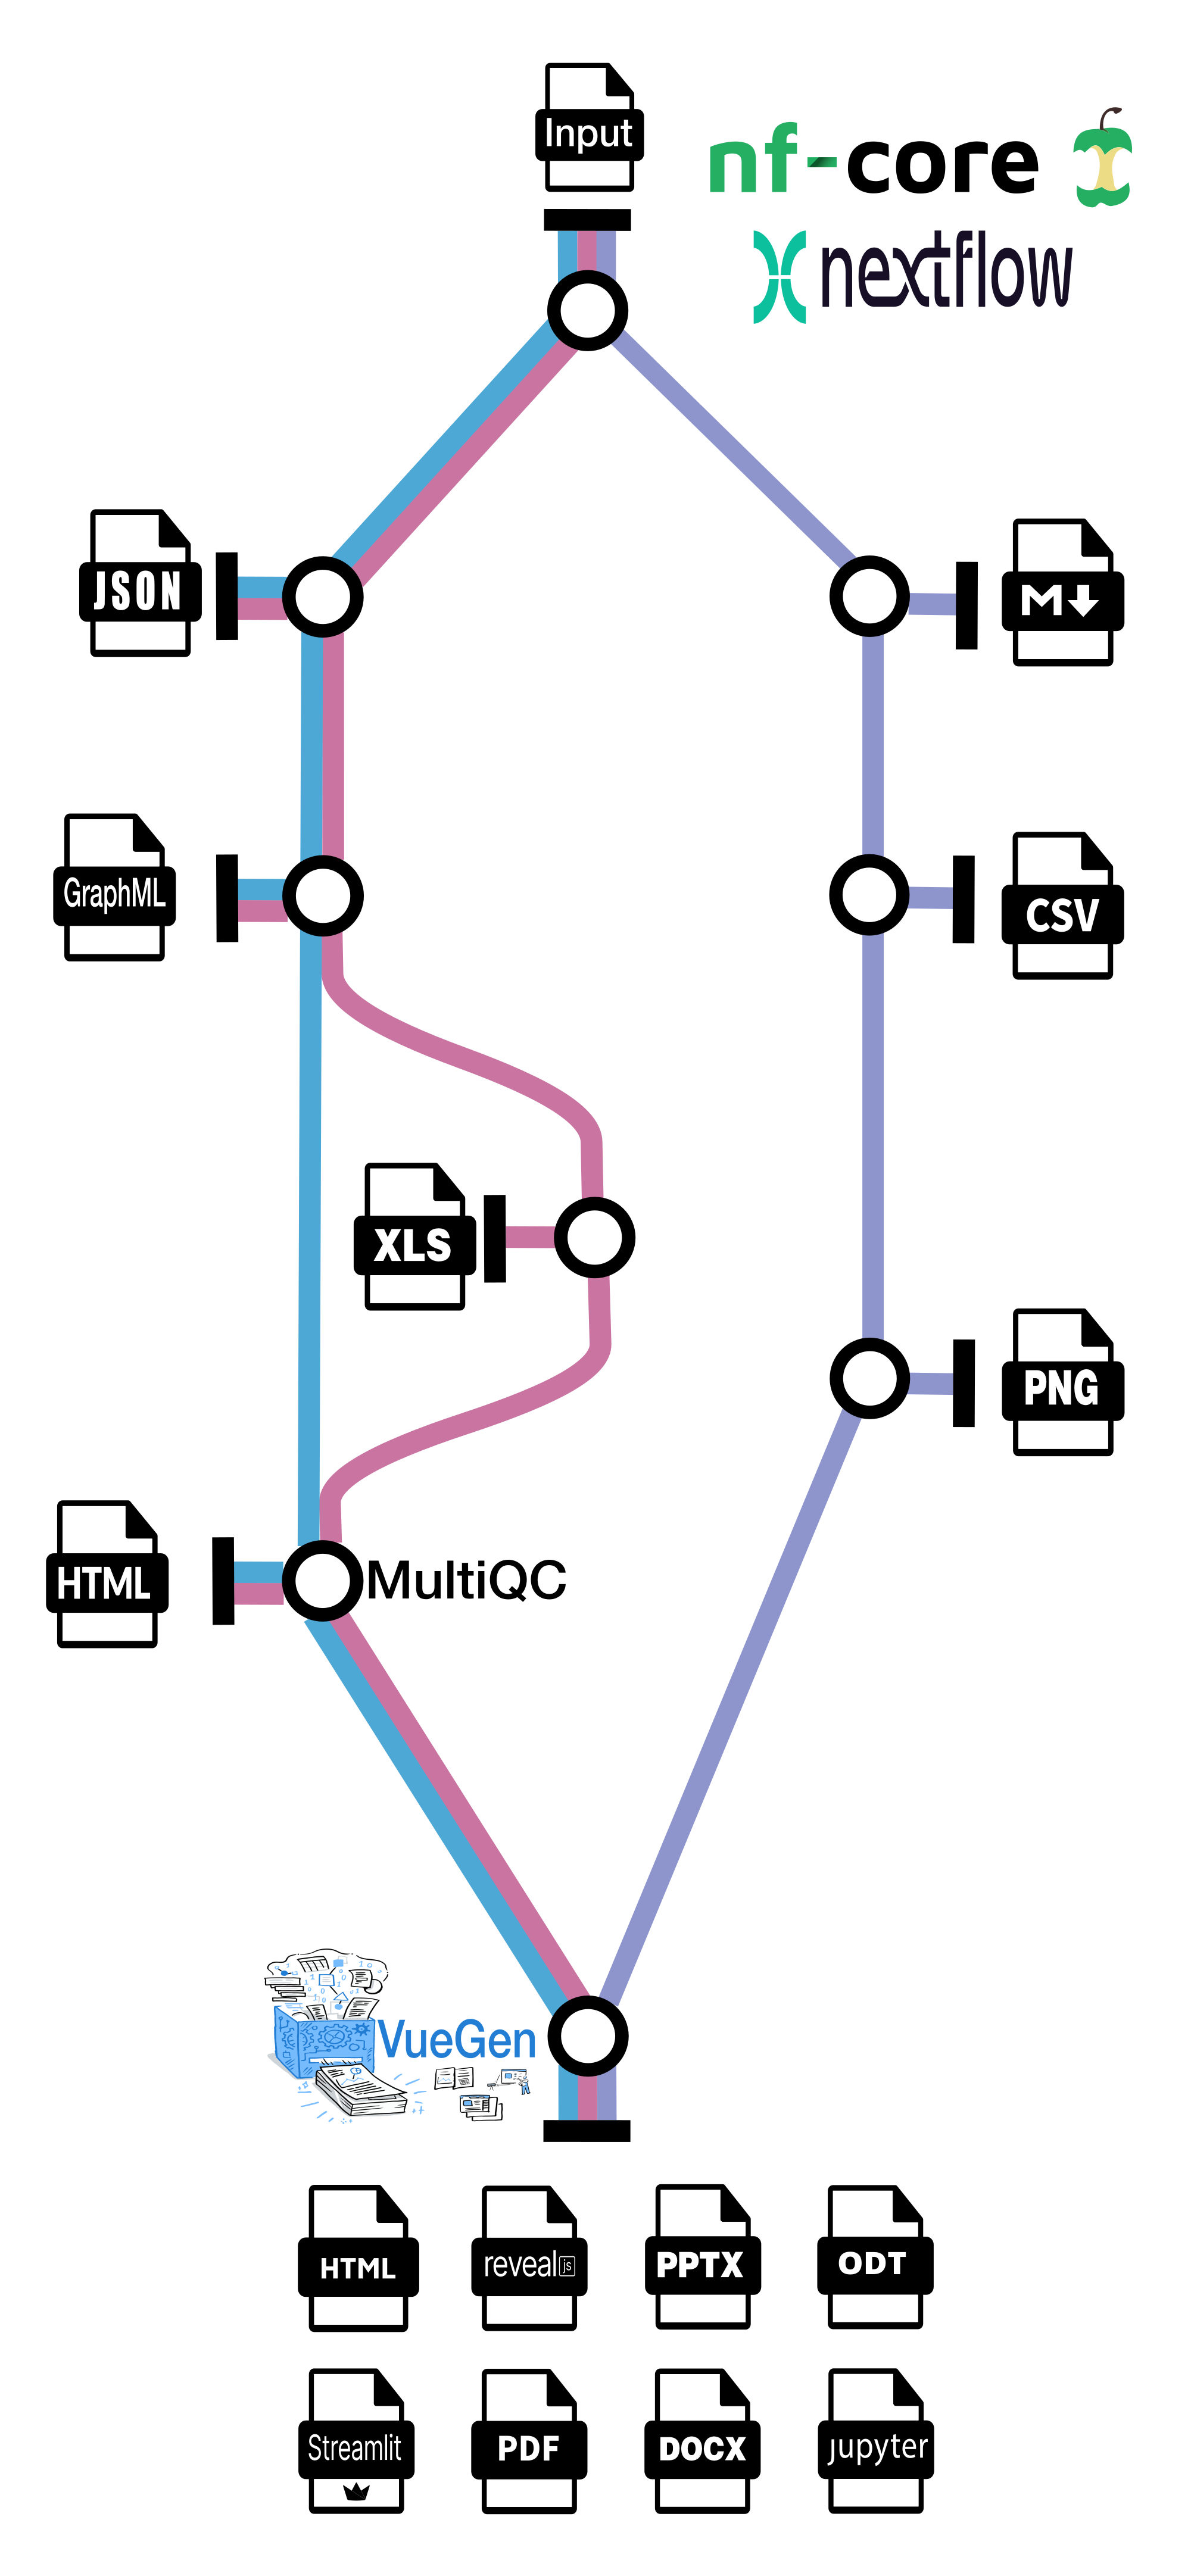 Input
nf-core
nextflow
JSON
M
GraphML
CSV
XLS
PNG
HTML
MultiQC
VueGen
HTML
reveal js
PPTX
ODT
Streamlit
PDF
DOCX
jupyter